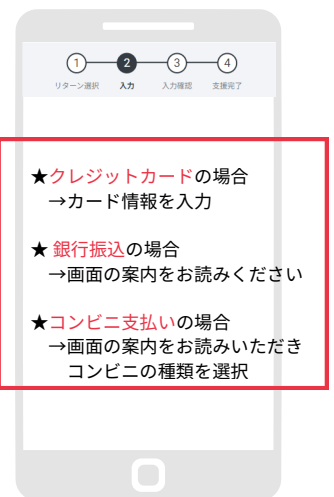 1 2 3 4
リターン選択 入力 入力確認 支援完了
★クレジットカードの場合
→カード情報を入力
★ 銀行振込の場合
→画面の案内をお読みください
★コンビニ支払いの場合
→画面の案内をお読みいただき
コンビニの種類を選択